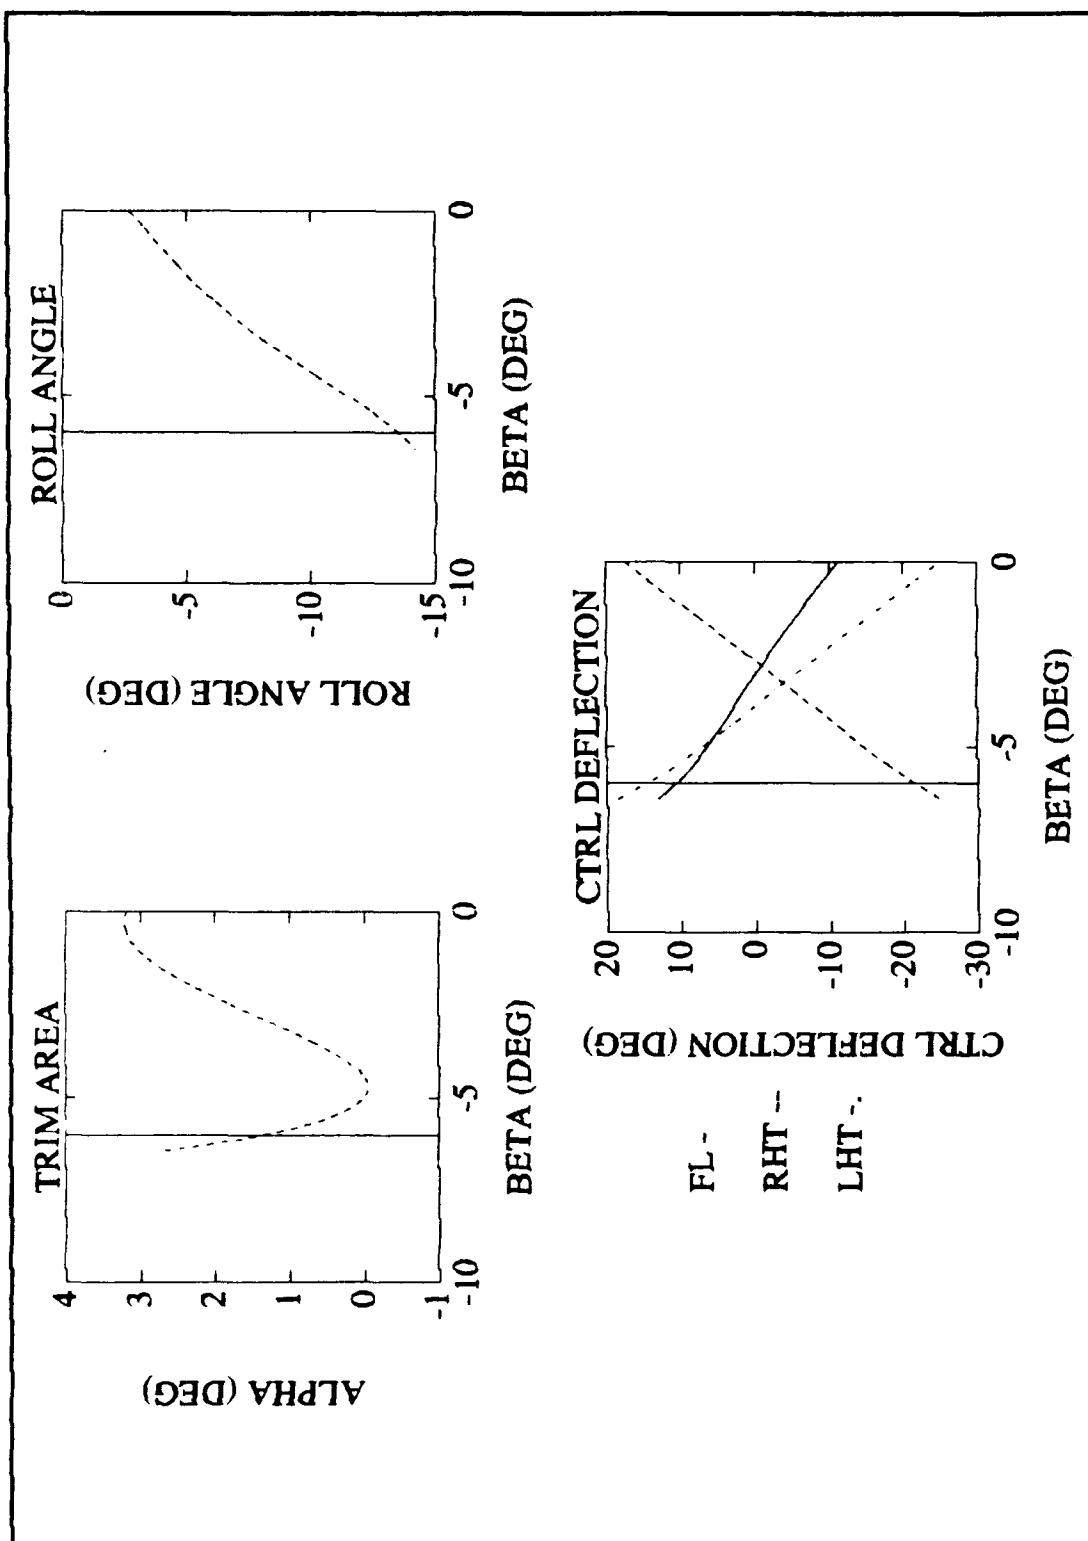 TRIM AREA
4
3
2
1
0
-1
-10
-5
0
ALPHA (DEG)
BETA (DEG)
ROLL ANGLE
0
-5
-10
-15
-10
-5
0
ROLL ANGLE (DEG)
BETA (DEG)
CTRL DEFLECTION
20
10
0
-10
-20
-30
-10
-5
0
CTRL DEFLECTION (DEG)
BETA (DEG)
FL -
RHT --
LHT -.